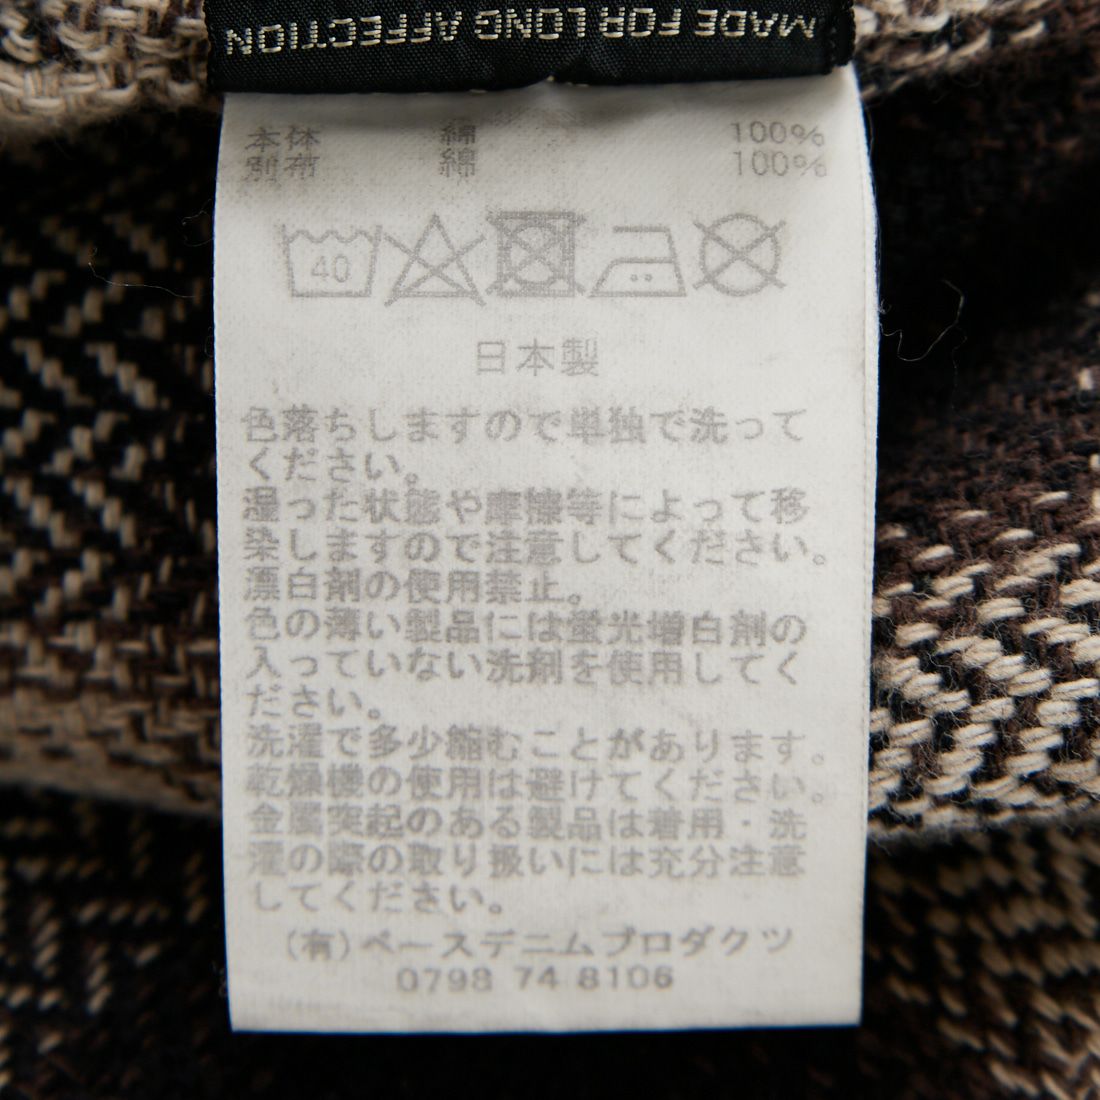 MADE FOR LONG AFFECTION
本体 綿 100%
別布 綿 100%
40
日本製
色落ちしますので単独で洗って
ください。
湿った状態や摩擦等によって移
染しますので注意してください。
漂白剤の使用禁止。
色の薄い製品には蛍光増白剤の
入っていない洗剤を使用してく
ださい。
洗濯で多少縮むことがあります。
乾燥機の使用は避けてください。
金属突起のある製品は着用・洗
濯の際の取り扱いには充分注意
してください。
(有)ベースデニムプロダクツ
0798 74 8106